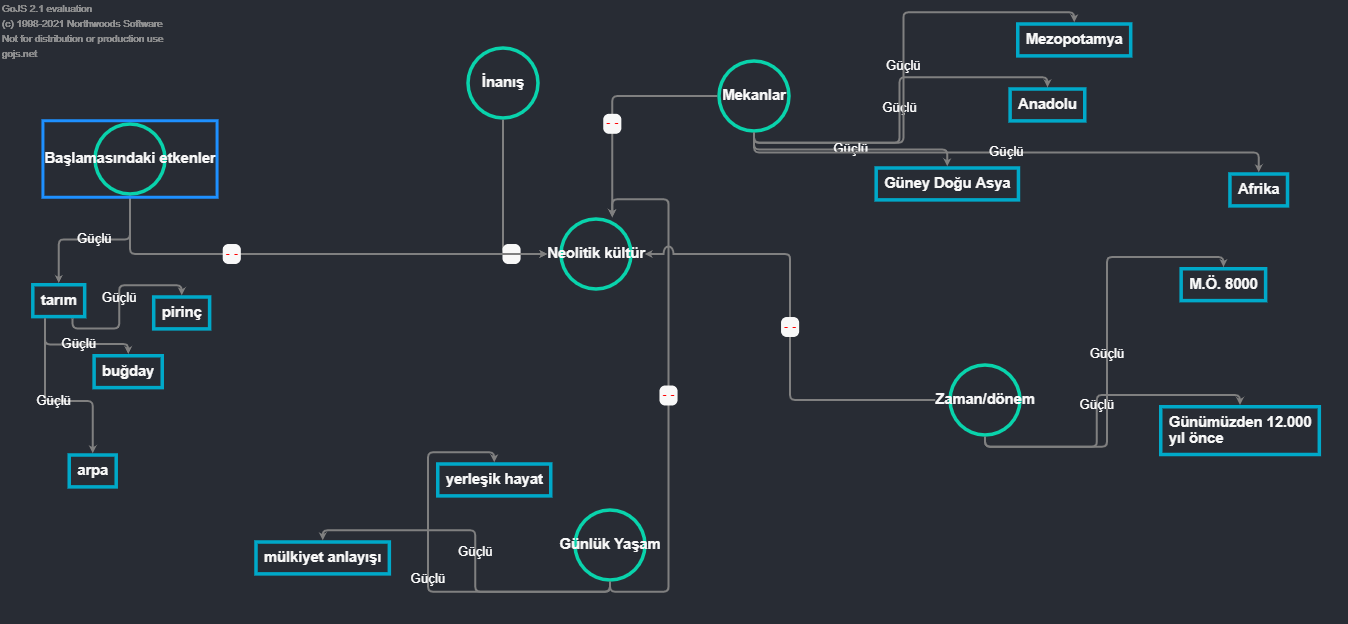 GoJS 2.1 evaluation
(c) 1998-2021 Northwoods Software
Not for distribution or production use
gojs.net
Mezopotamya
Güçlü
İnanış
Mekanlar
Anadolu
Güçlü
--
Güçlü
Güçlü
Başlamasındaki etkenler
Güney Doğu Asya
Afrika
Güçlü
--
--
Neolitik kültür
M.Ö. 8000
tarım
Güçlü
pirinç
--
Güçlü
Güçlü
buğday
--
Güçlü
Zaman/dönem
Güçlü
Günümüzden 12.000
yıl önce
arpa
yerleşik hayat
Günlük Yaşam
mülkiyet anlayışı
Güçlü
Güçlü